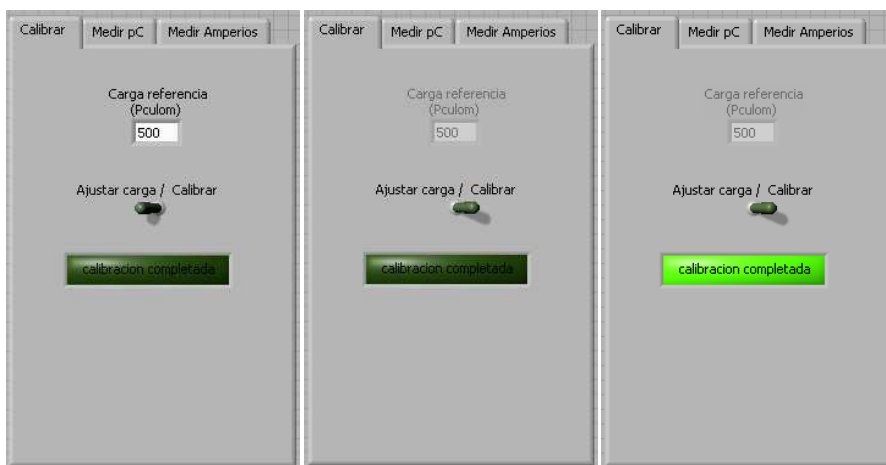 Calibrar Medir pC Medir Amperios
Carga referencia
(Pculom)
500
Ajustar carga / Calibrar
calibracion completada
Calibrar Medir pC Medir Amperios
Carga referencia
(Pculom)
500
Ajustar carga / Calibrar
calibracion completada
Calibrar Medir pC Medir Amperios
Carga referencia
(Pculom)
500
Ajustar carga / Calibrar
calibracion completada